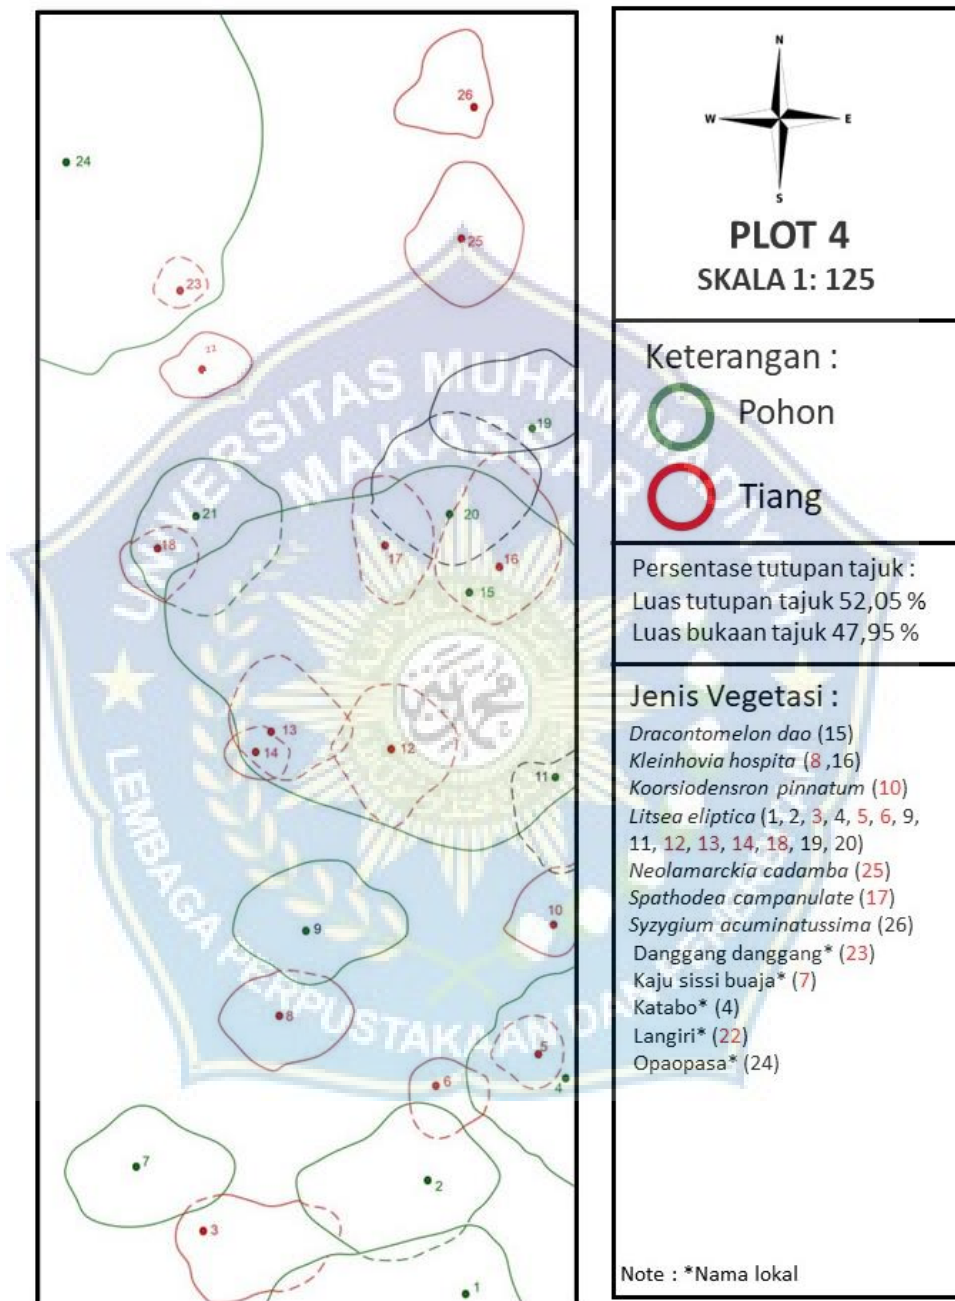 26
24
25
23
22
19
21
20
18
17
16
15
13
14
12
11
10
9
8
5
4
6
7
2
3
1
UNIVERSITAS MUHAMMADIYAH
MAKASSAR
LEMBAGA PERPUSTAKAAN DAN PENERBITAN
N
W E
S
PLOT 4
SKALA 1: 125
Keterangan :
Pohon
Tiang
Persentase tutupan tajuk :
Luas tutupan tajuk 52,05 %
Luas bukaan tajuk 47,95 %
Jenis Vegetasi :
Dracontomelon dao (15)
Kleinhovia hospita (8 ,16)
Koorsiodensron pinnatum (10)
Litsea eliptica (1, 2, 3, 4, 5, 6, 9,
11, 12, 13, 14, 18, 19, 20)
Neolamarckia cadamba (25)
Spathodea campanulate (17)
Syzygium acuminatussima (26)
Danggang danggang* (23)
Kaju sissi buaja* (7)
Katabo* (4)
Langiri* (22)
Opaopasa* (24)
Note : *Nama lokal